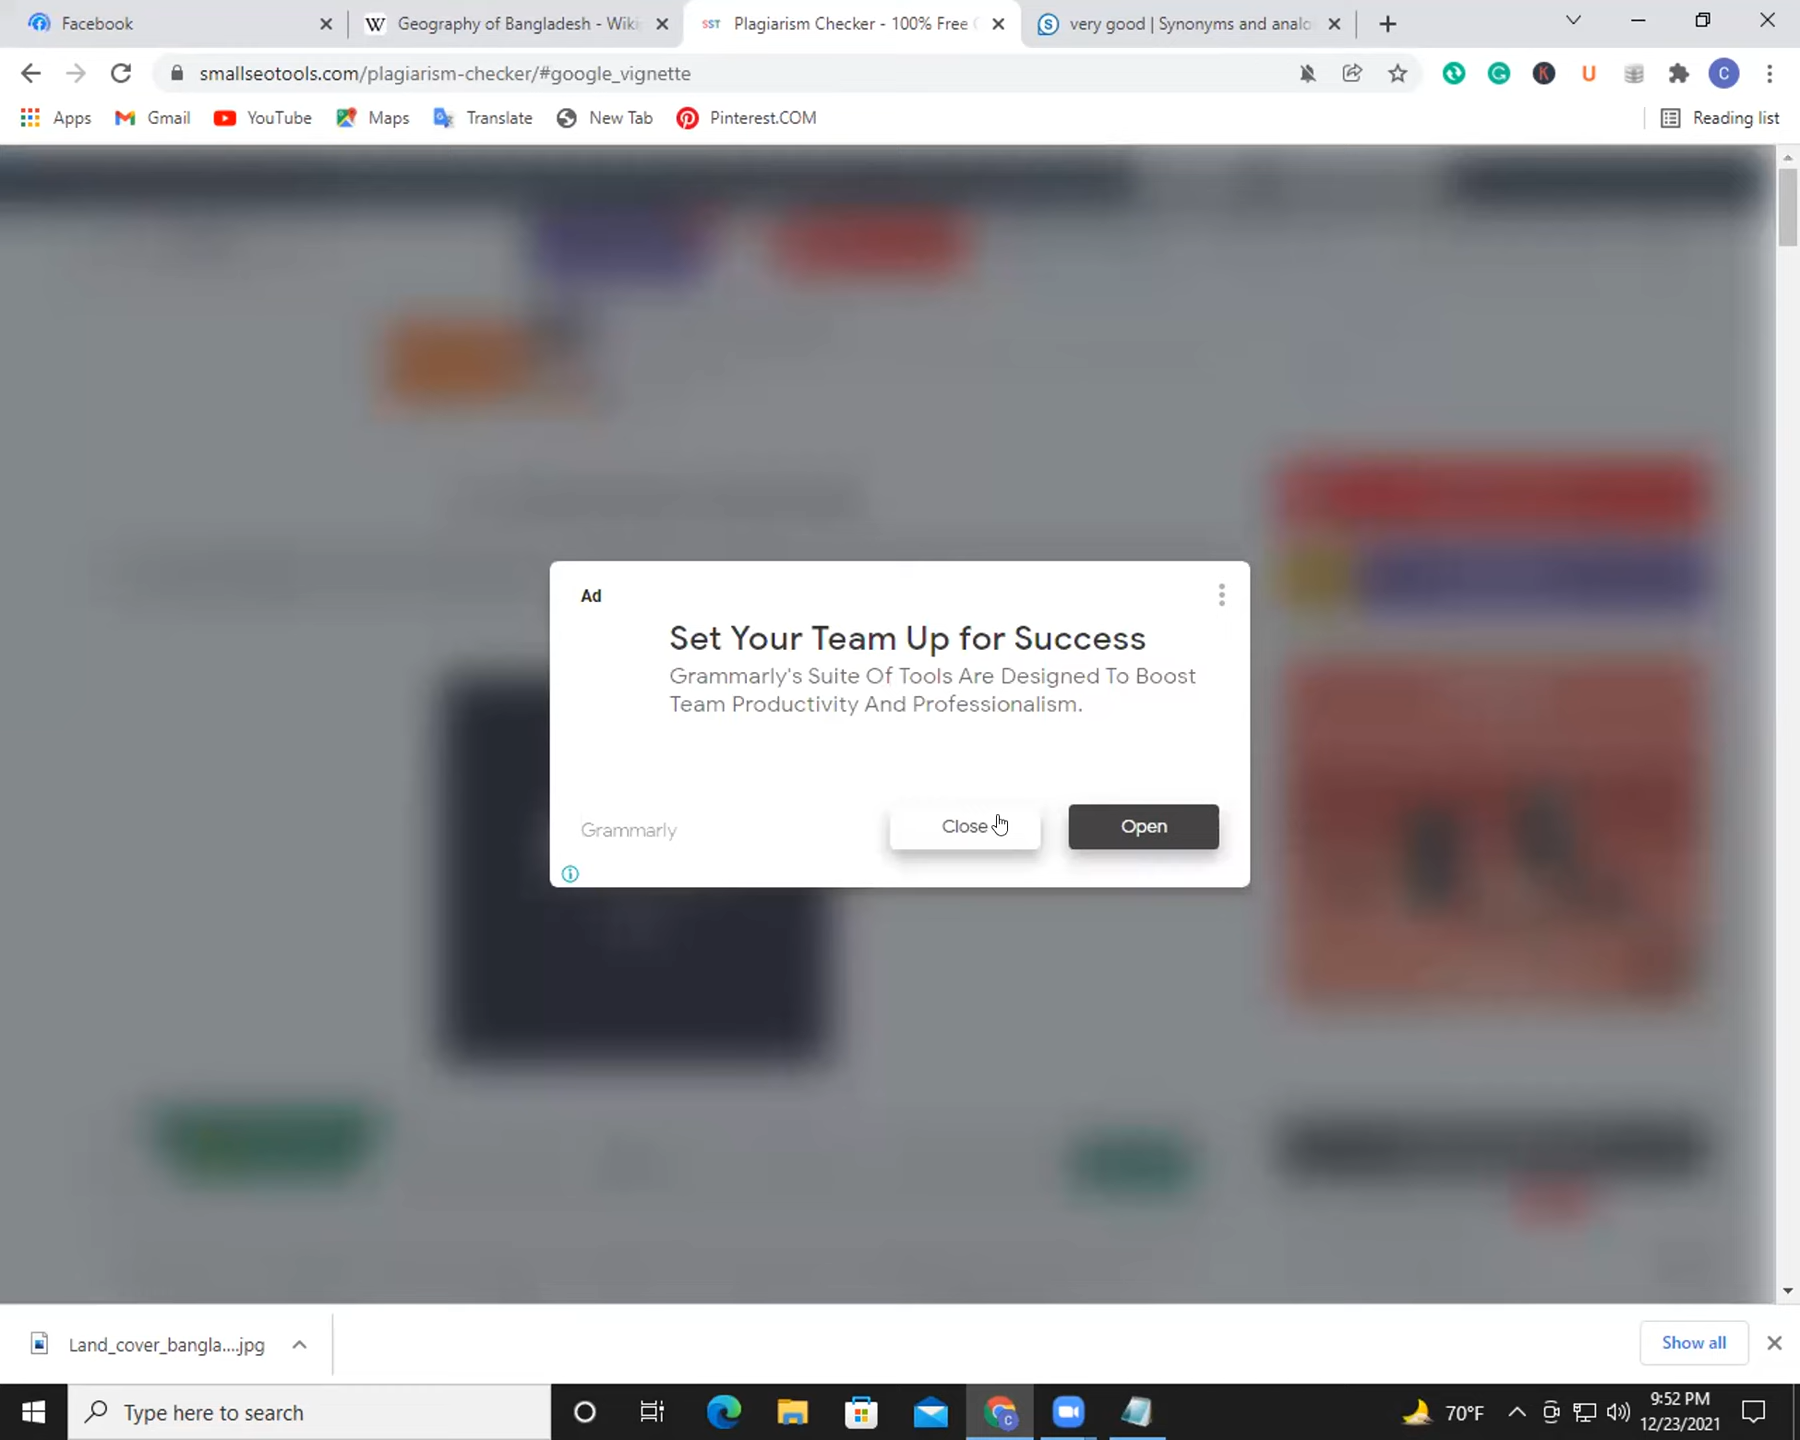 Facebook
W Geography of Bangladesh - Wiki
SST Plagiarism Checker - 100% Free
very good | Synonyms and analo
smallseotools.com/plagiarism-checker/#google_vignette
K
U
C
Apps
Gmail
YouTube
Maps
Translate
New Tab
Pinterest.COM
Reading list
Ad
Set Your Team Up for Success
Grammarly's Suite Of Tools Are Designed To Boost
Team Productivity And Professionalism.
Grammarly
Close
Open
Land_cover_bangla....jpg
Show all
Type here to search
70°F
9:52 PM
12/23/2021